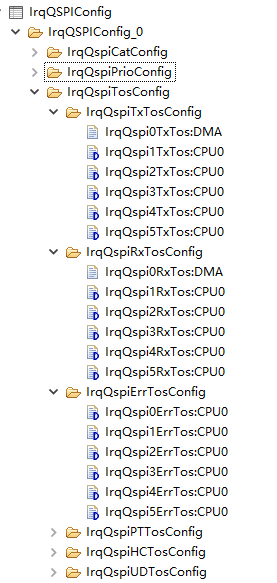 IrqQSPIConfig
IrqQSPIConfig_0
IrqQspiCatConfig
IrqQspiPrioConfig
IrqQspiTosConfig
IrqQspiTxTosConfig
IrqQspi0TxTos:DMA
IrqQspi1TxTos:CPU0
IrqQspi2TxTos:CPU0
IrqQspi3TxTos:CPU0
IrqQspi4TxTos:CPU0
IrqQspi5TxTos:CPU0
IrqQspiRxTosConfig
IrqQspi0RxTos:DMA
IrqQspi1RxTos:CPU0
IrqQspi2RxTos:CPU0
IrqQspi3RxTos:CPU0
IrqQspi4RxTos:CPU0
IrqQspi5RxTos:CPU0
IrqQspiErrTosConfig
IrqQspi0ErrTos:CPU0
IrqQspi1ErrTos:CPU0
IrqQspi2ErrTos:CPU0
IrqQspi3ErrTos:CPU0
IrqQspi4ErrTos:CPU0
IrqQspi5ErrTos:CPU0
IrqQspiPTTosConfig
IrqQspiHCTosConfig
IrqQspiUDTosConfig